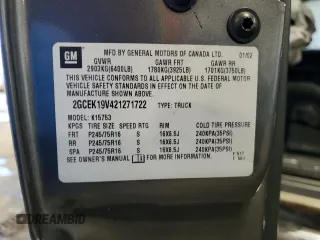 GM
MFD BY GENERAL MOTORS OF CANADA LTD.
01/02
GVWR GAWR FRT GAWR RR
2903KG(6400LB) 1780KG(3925LB) 1701KG(3750LB)
THIS VEHICLE CONFORMS TO ALL APPLICABLE U.S. FEDERAL
MOTOR VEHICLE SAFETY STANDARDS IN EFFECT ON THE DATE
OF MANUFACTURE SHOWN ABOVE.
2GCEK19V421271722 TYPE: TRUCK
MODEL: K15753
KPGS TIRE SIZE SPEED RTG RIM COLD TIRE PRESSURE
FRT P245/75R16 S 16X6.5J 240KPA(35PSI)
RR P245/75R16 S 16X6.5J 240KPA(35PSI)
SPA P245/75R16 S 16X6.5J 240KPA(35PSI)
SEE OWNER'S MANUAL FOR MORE INFORMATION.
DREAMBID